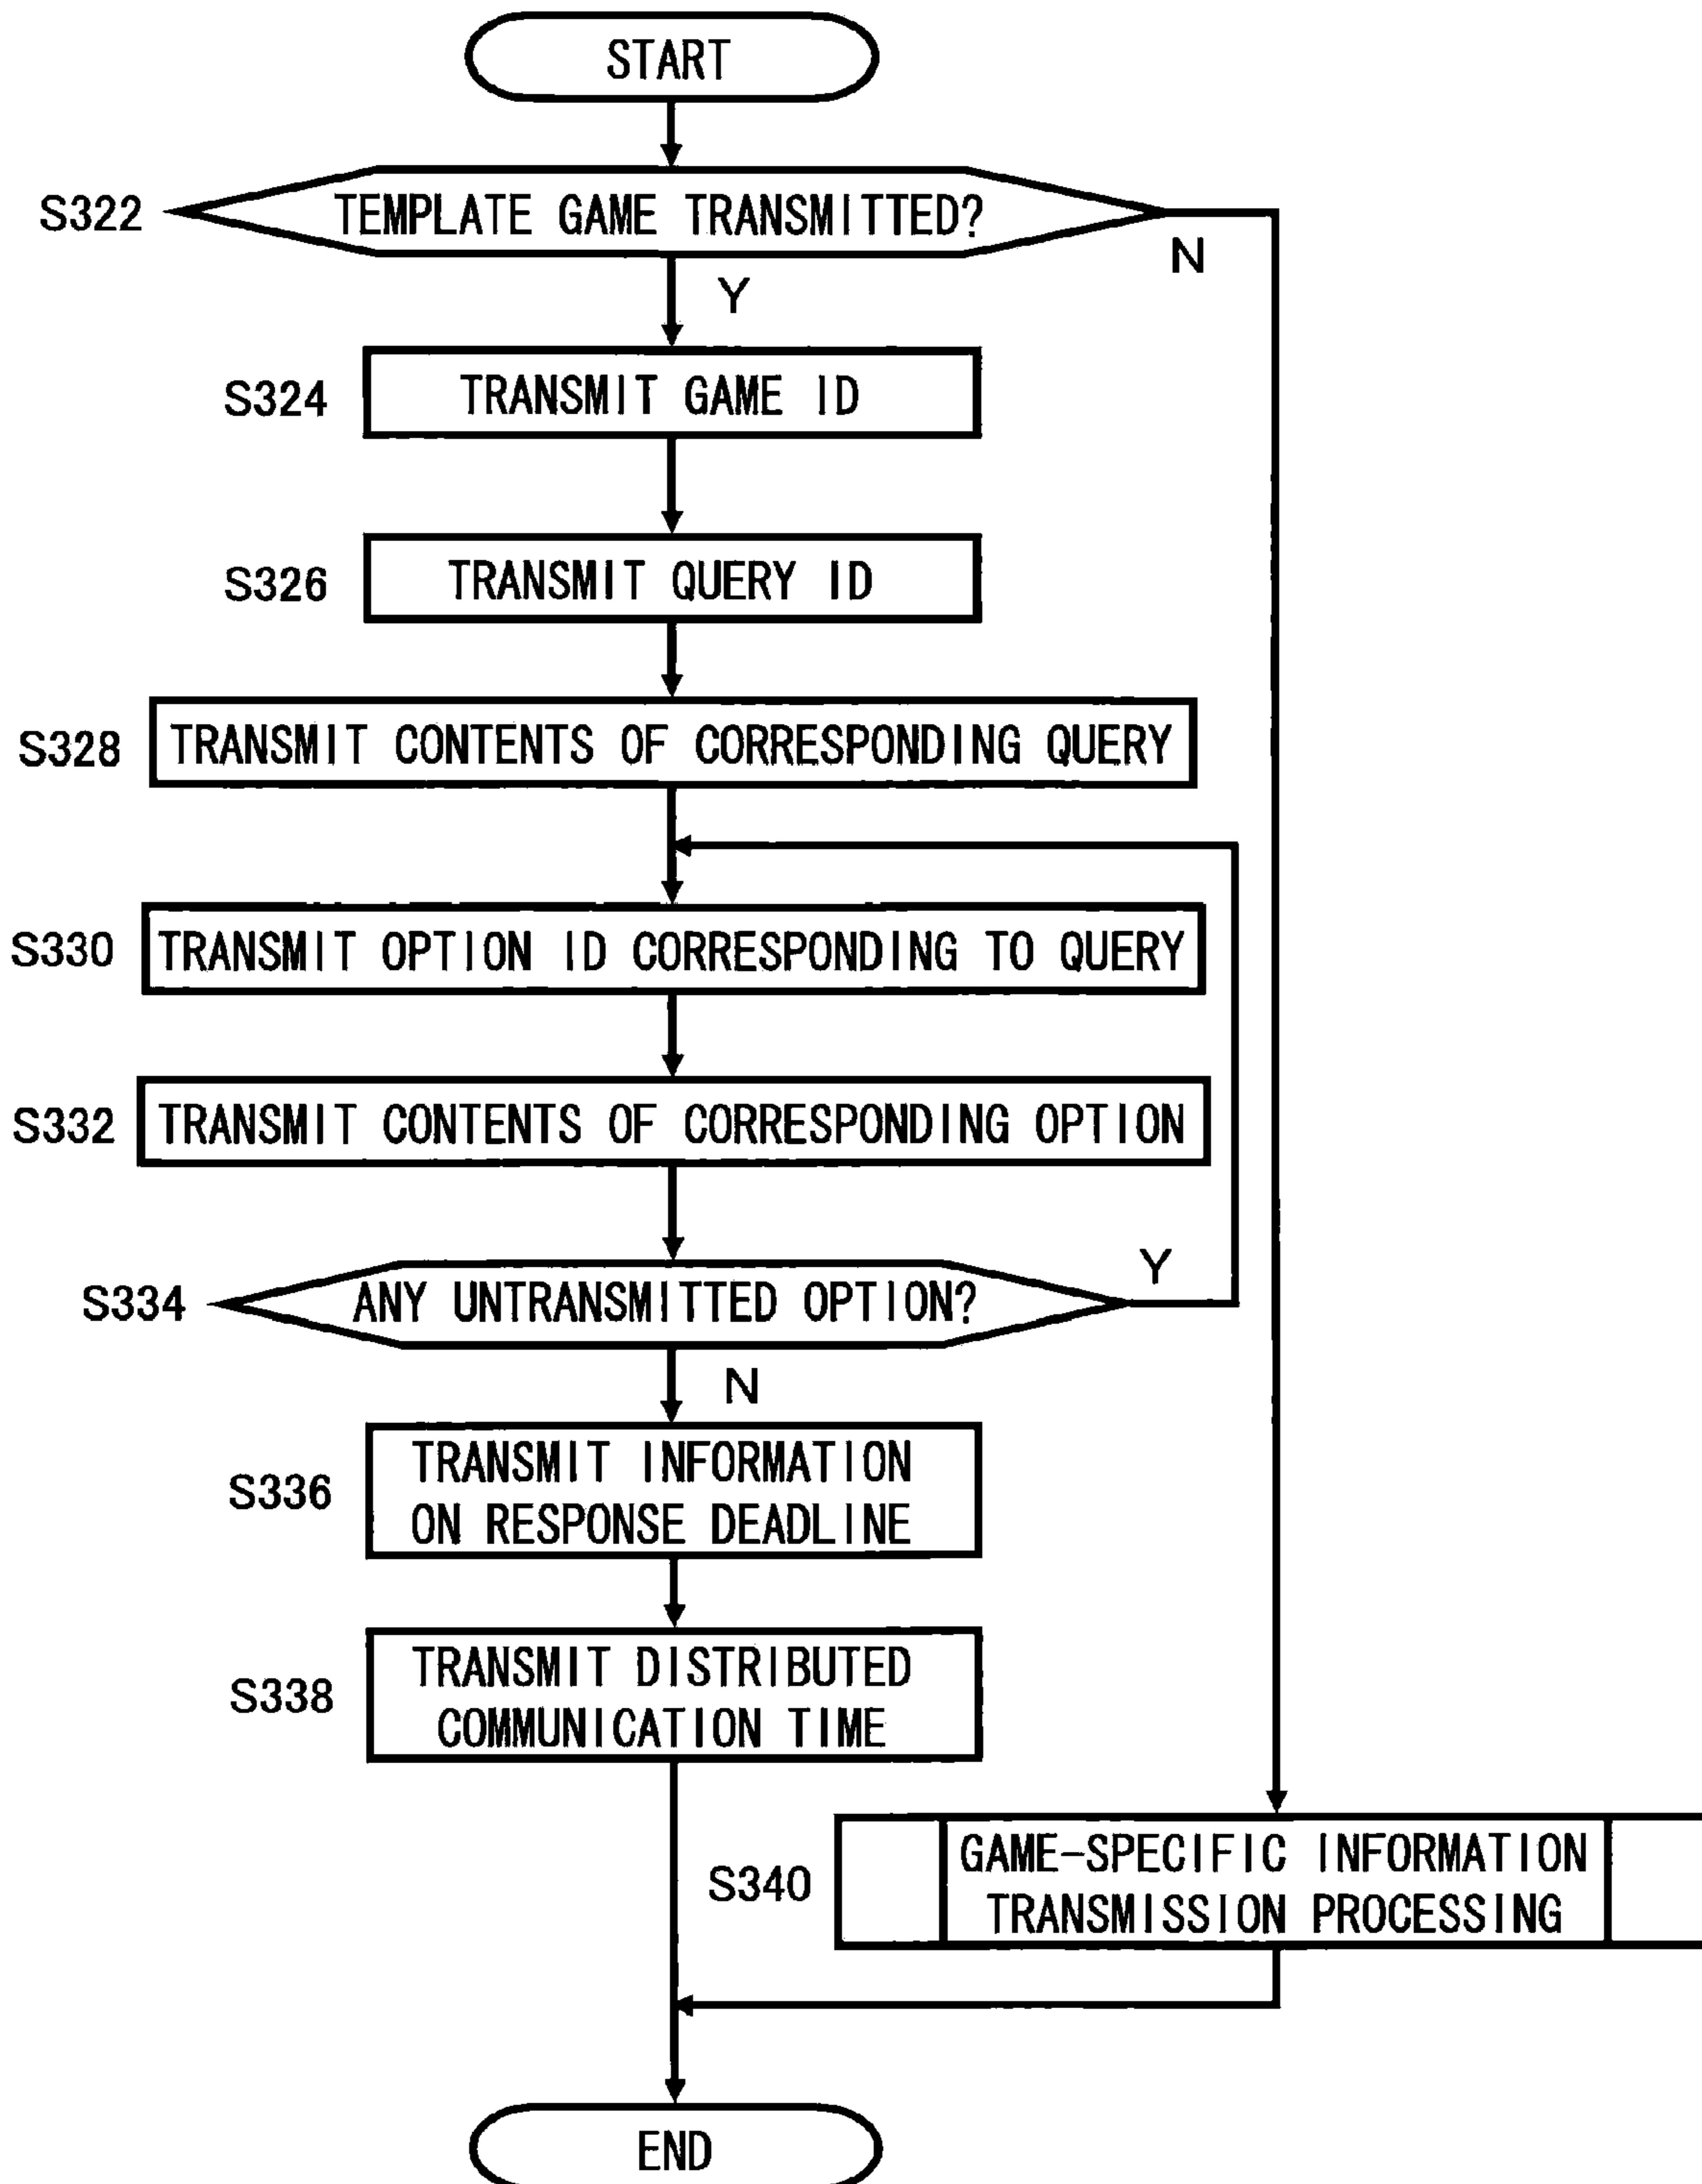 START
S322
TEMPLATE GAME TRANSMITTED?
N
Y
S324
TRANSMIT GAME ID
S326
TRANSMIT QUERY ID
S328
TRANSMIT CONTENTS OF CORRESPONDING QUERY
S330
TRANSMIT OPTION ID CORRESPONDING TO QUERY
S332
TRANSMIT CONTENTS OF CORRESPONDING OPTION
Y
S334
ANY UNTRANSMITTED OPTION?
N
S336
TRANSMIT INFORMATION
ON RESPONSE DEADLINE
S338
TRANSMIT DISTRIBUTED
COMMUNICATION TIME
S340
GAME-SPECIFIC INFORMATION
TRANSMISSION PROCESSING
END